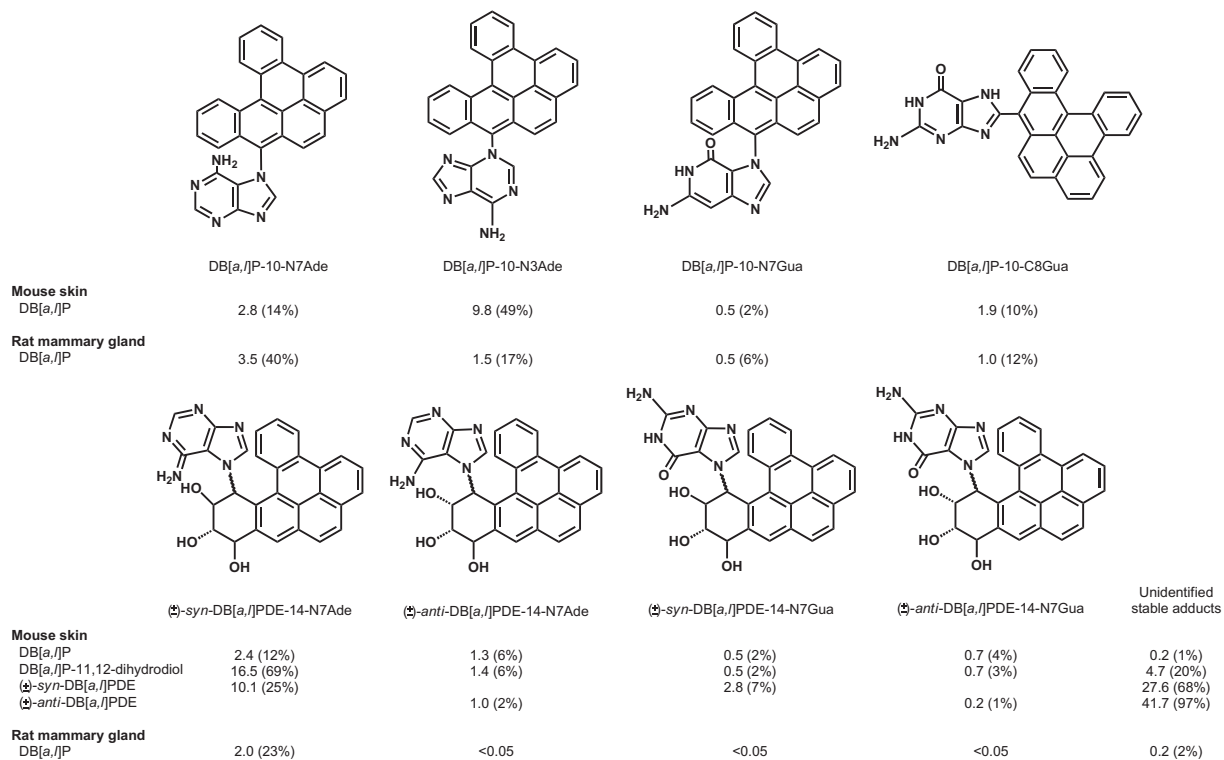 NH2
N
N
N
N
N
DB[a,l]P-10-N7Ade
N
N
N
N
NH2
DB[a,l]P-10-N3Ade
O
HN
N
H2N
N
DB[a,l]P-10-N7Gua
O
HN
NH
H2N
N
N
DB[a,l]P-10-C8Gua
Mouse skin
DB[a,l]P 2.8 (14%) 9.8 (49%) 0.5 (2%) 1.9 (10%)
Rat mammary gland
DB[a,l]P 3.5 (40%) 1.5 (17%) 0.5 (6%) 1.0 (12%)
N
N
N
N
H2N
HO
HO
OH
(±)-syn-DB[a,l]PDE-14-N7Ade
N
N
N
N
H2N
HO
HO
OH
(±)-anti-DB[a,l]PDE-14-N7Ade
H2N
N
N
HN
N
O
HO
HO
OH
(±)-syn-DB[a,l]PDE-14-N7Gua
H2N
N
N
HN
N
O
HO
HO
OH
(±)-anti-DB[a,l]PDE-14-N7Gua
Unidentified
stable adducts
Mouse skin
DB[a,l]P 2.4 (12%) 1.3 (6%) 0.5 (2%) 0.7 (4%) 0.2 (1%)
DB[a,l]P-11,12-dihydrodiol 16.5 (69%) 1.4 (6%) 0.5 (2%) 0.7 (3%) 4.7 (20%)
(±)-syn-DB[a,l]PDE 10.1 (25%) 2.8 (7%) 27.6 (68%)
(±)-anti-DB[a,l]PDE 1.0 (2%) 0.2 (1%) 41.7 (97%)
Rat mammary gland
DB[a,l]P 2.0 (23%) <0.05 <0.05 <0.05 0.2 (2%)